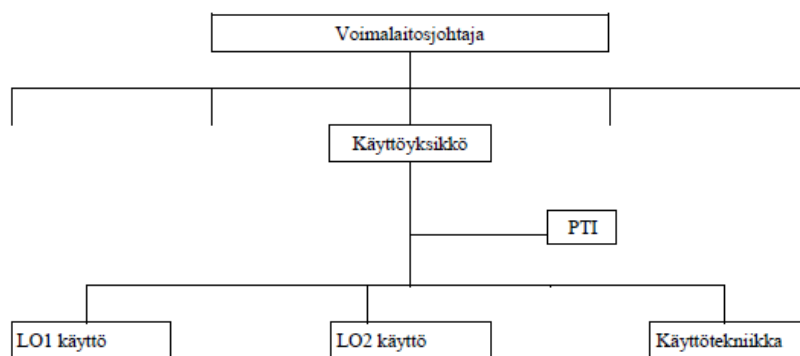 Voimalaitosjohtaja
Käyttöyksikkö
PTI
LO1 käyttö
LO2 käyttö
Käyttötekniikka